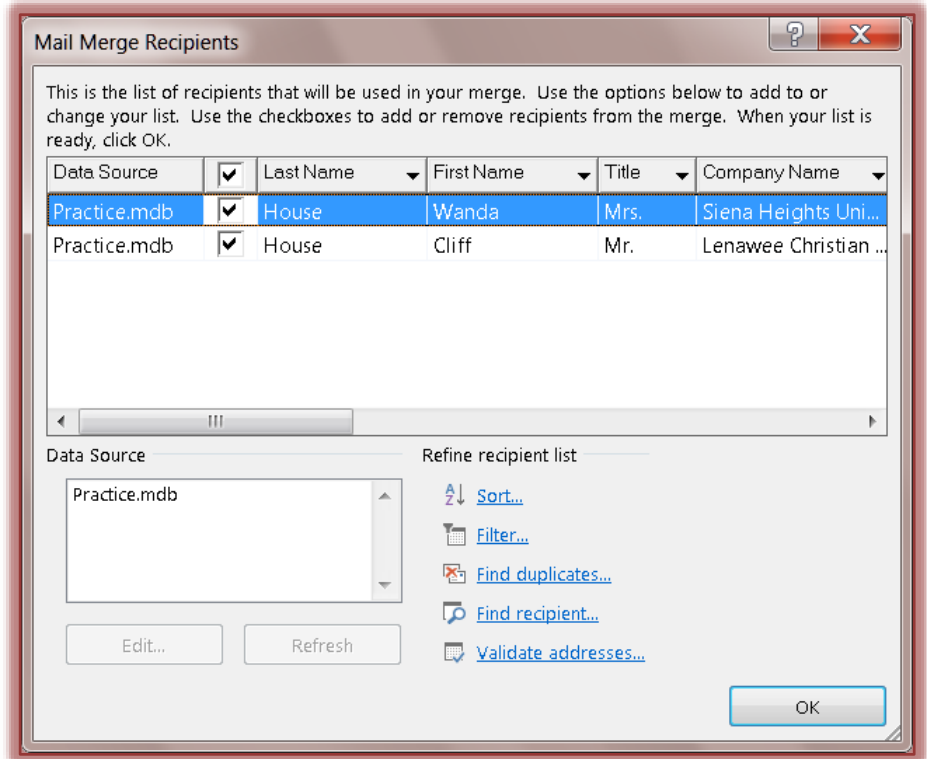 Mail Merge Recipients
This is the list of recipients that will be used in your merge. Use the options below to add to or
change your list. Use the checkboxes to add or remove recipients from the merge. When your list is
ready, click OK.
Data Source Last Name First Name Title Company Name
Practice.mdb House Wanda Mrs. Siena Heights Uni...
Practice.mdb House Cliff Mr. Lenawee Christian ...
Data Source
Practice.mdb
Edit...
Refresh
Refine recipient list
Sort...
Filter...
Find duplicates...
Find recipient...
Validate addresses...
OK